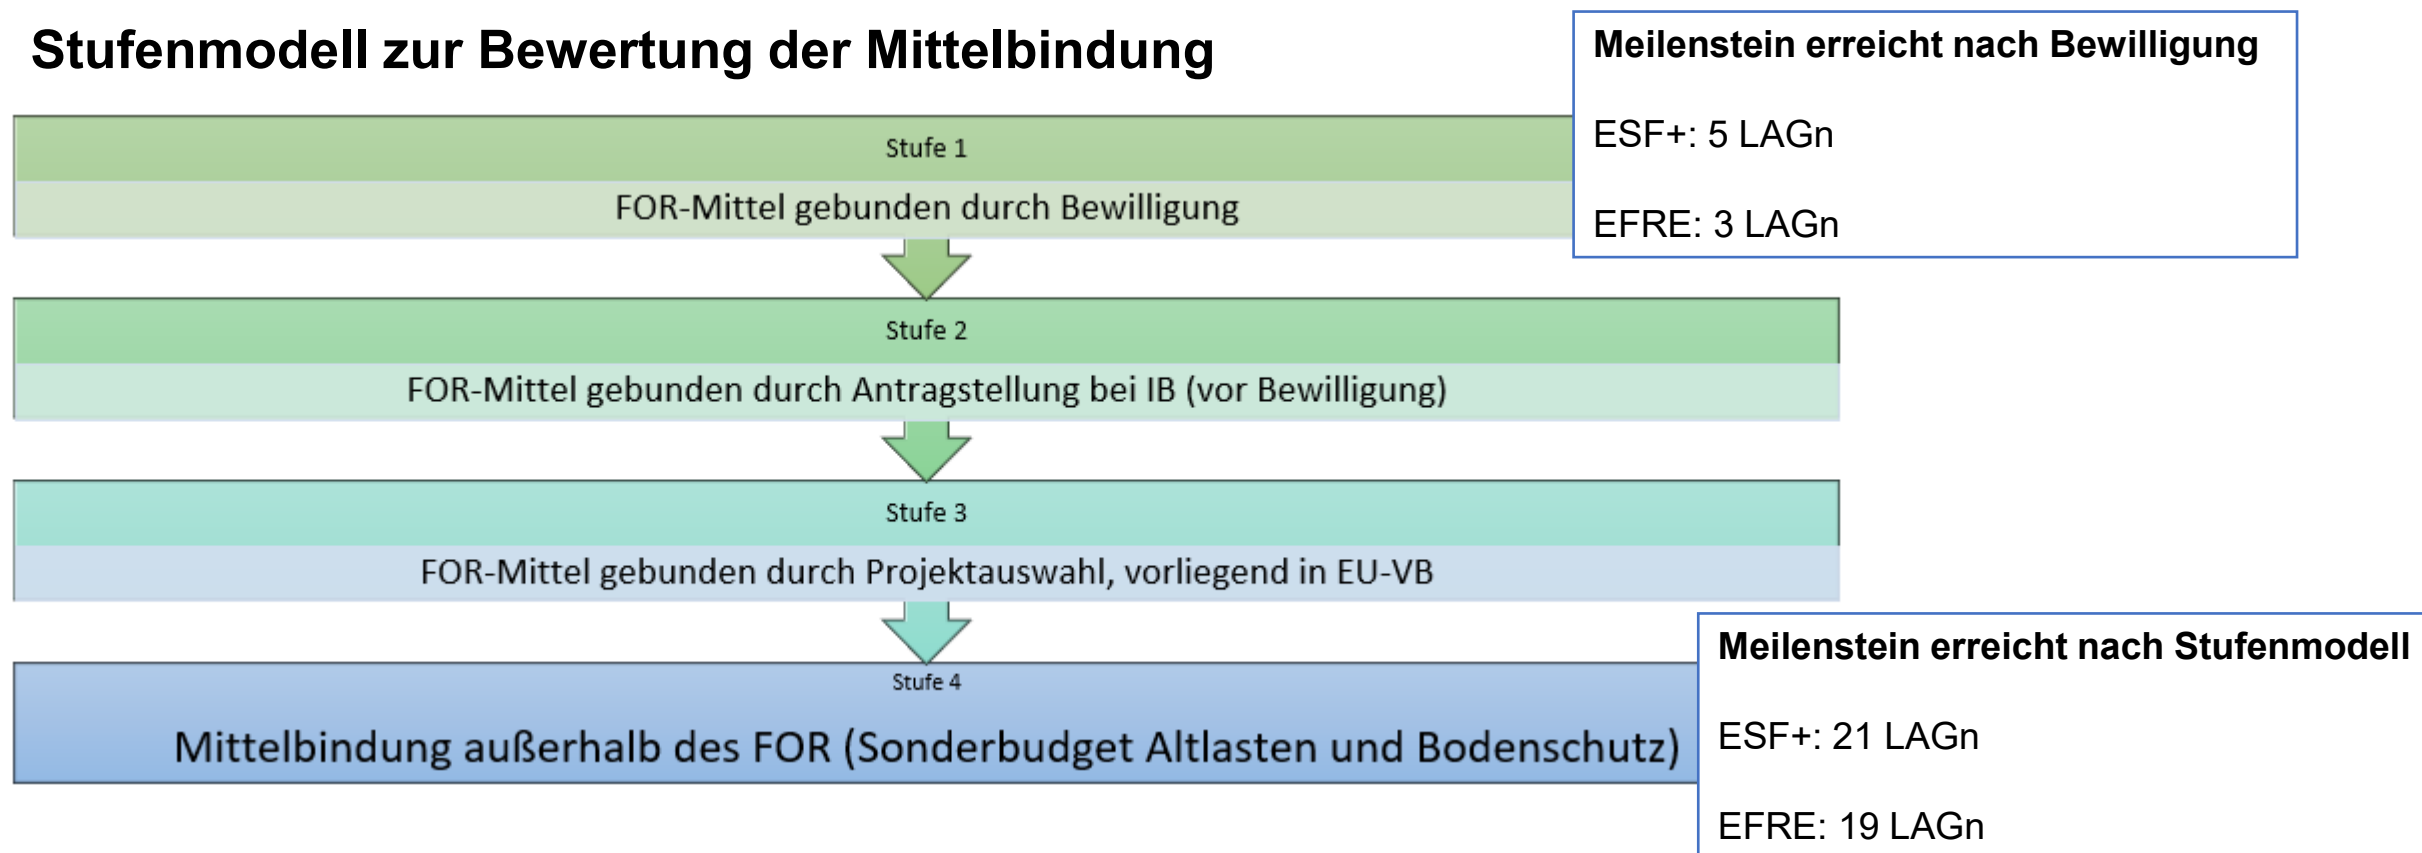 Stufenmodell zur Bewertung der Mittelbindung
Meilenstein erreicht nach Bewilligung
ESF+: 5 LAGn
EFRE: 3 LAGn
Stufe 1
FOR-Mittel gebunden durch Bewilligung
Stufe 2
FOR-Mittel gebunden durch Antragstellung bei IB (vor Bewilligung)
Stufe 3
FOR-Mittel gebunden durch Projektauswahl, vorliegend in EU-VB
Stufe 4
Mittelbindung außerhalb des FOR (Sonderbudget Altlasten und Bodenschutz)
Meilenstein erreicht nach Stufenmodell
ESF+: 21 LAGn
EFRE: 19 LAGn